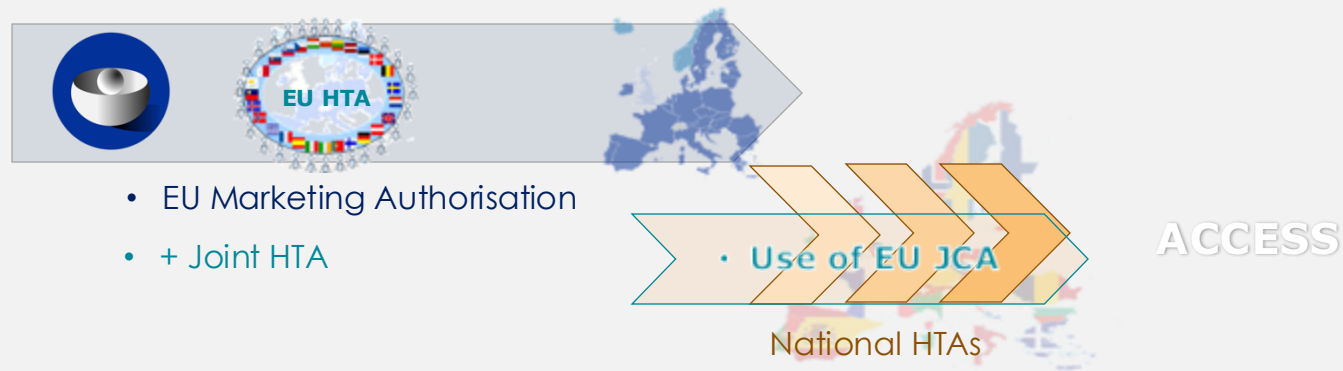 EU HTA
• EU Marketing Authorisation
• + Joint HTA
• Use of EU JCA
National HTAs
ACCESS